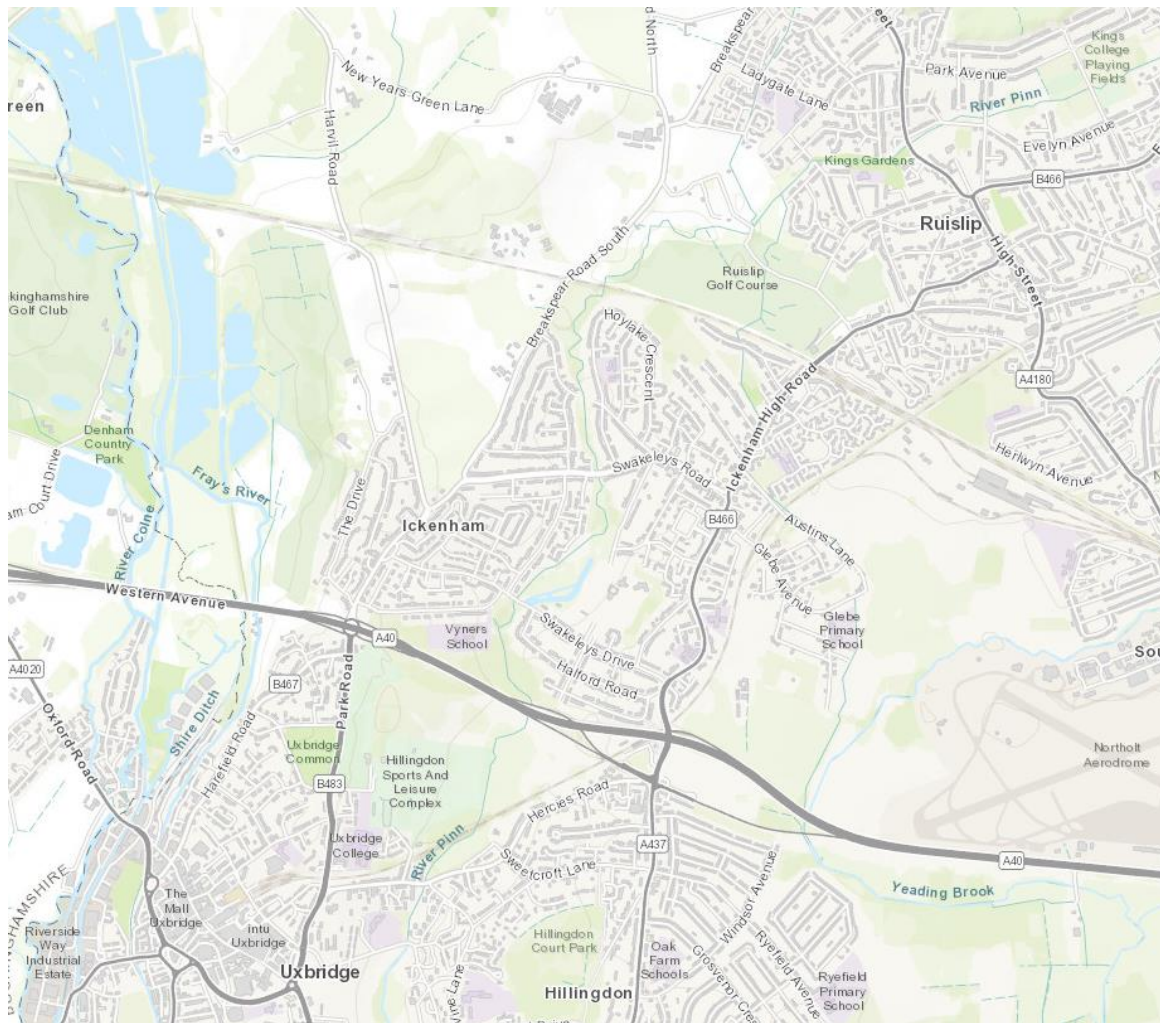 Street
Kings
College
Playing
Fields
Park Avenue
d North
Breakspear
Ladygate Lane
New Years Green Lane
River Pinn
reen
Harvil Road
Evelyn Avenue
Kings Gardens
B466
Ruislip
High-Street
Breakspear Road South
Ruislip
Golf Course
kinghamshire
Golf Club
Hoylake Crescent
A4180
Ickenham-High-Road
Denham
Country
Park
Swakeleys Road
Herlwyn Avenue
Fray's River
The Drive
am Court Drive
Ickenham
B466
Austins Lane
River Colne
Glebe Avenue
Western Avenue
Glebe
Primary
School
Swakeleys Drive
Vyners
School
A40
Sou
A4020
Halford Road
B467
Park Road
Oxford-Road
Shire Ditch
Harefield Road
Uxbridge
Common
Northolt
Aerodrome
Hillingdon
Sports And
Leisure
Complex
B483
Hercies Road
Uxbridge
College
River Pinn
A437
A40
Sweetcroft Lane
Windsor Avenue
Yeading Brook
BUCKINGHAMSHIRE
The
Mall
Uxbridge
intu
Uxbridge
Riverside
Way
Industrial
Estate
Hillingdon
Court Park
Oak
Farm
Schools
Ryefield Avenue
Grosvenor Cres
Uxbridge
Vine Lane
Hillingdon
Ryefield
Primary
School